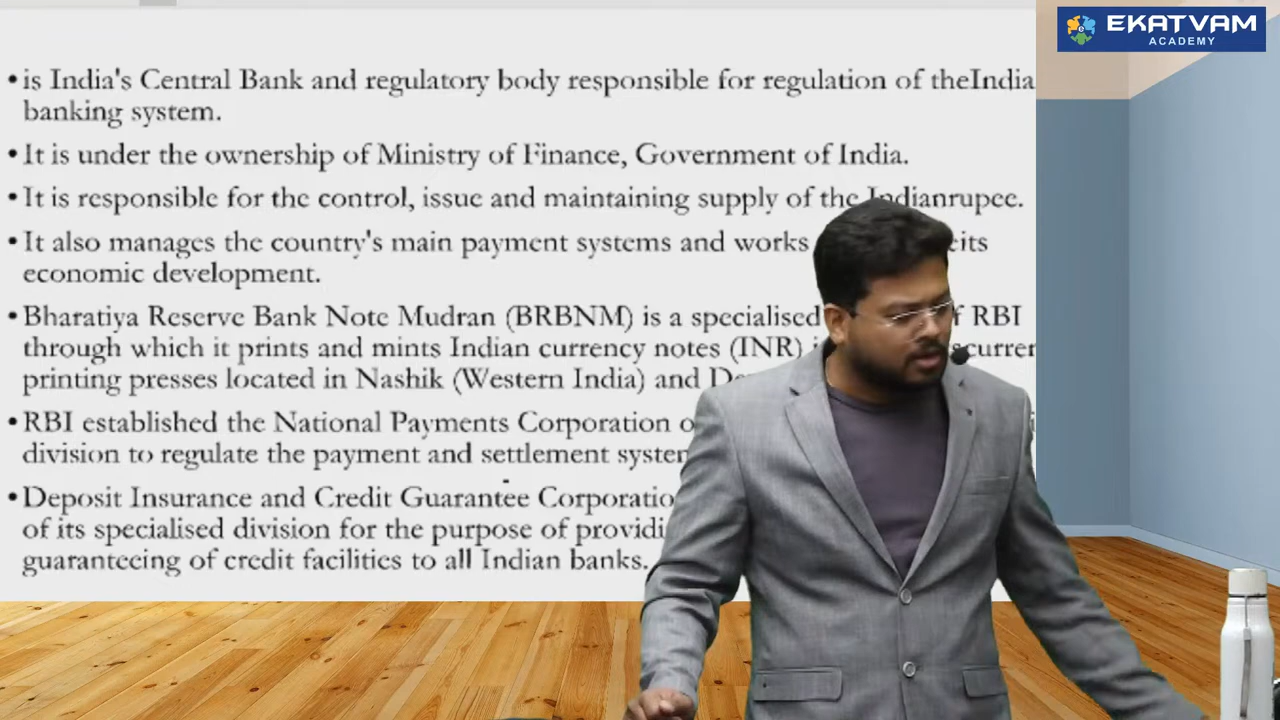 EKATVAM
ACADEMY
• is India's Central Bank and regulatory body responsible for regulation of theIndia
banking system.
• It is under the ownership of Ministry of Finance, Government of India.
• It is responsible for the control, issue and maintaining supply of the Indianrupee.
• It also manages the country's main payment systems and works its
economic development.
• Bharatiya Reserve Bank Note Mudran (BRBNM) is a specialised RBI
through which it prints and mints Indian currency notes (INR)
printing presses located in Nashik (Western India) and
• RBI established the National Payments Corporation
division to regulate the payment and settlement
• Deposit Insurance and Credit Guarantee
of its specialised division for the purpose of
guaranteeing of credit facilities to all Indian banks.